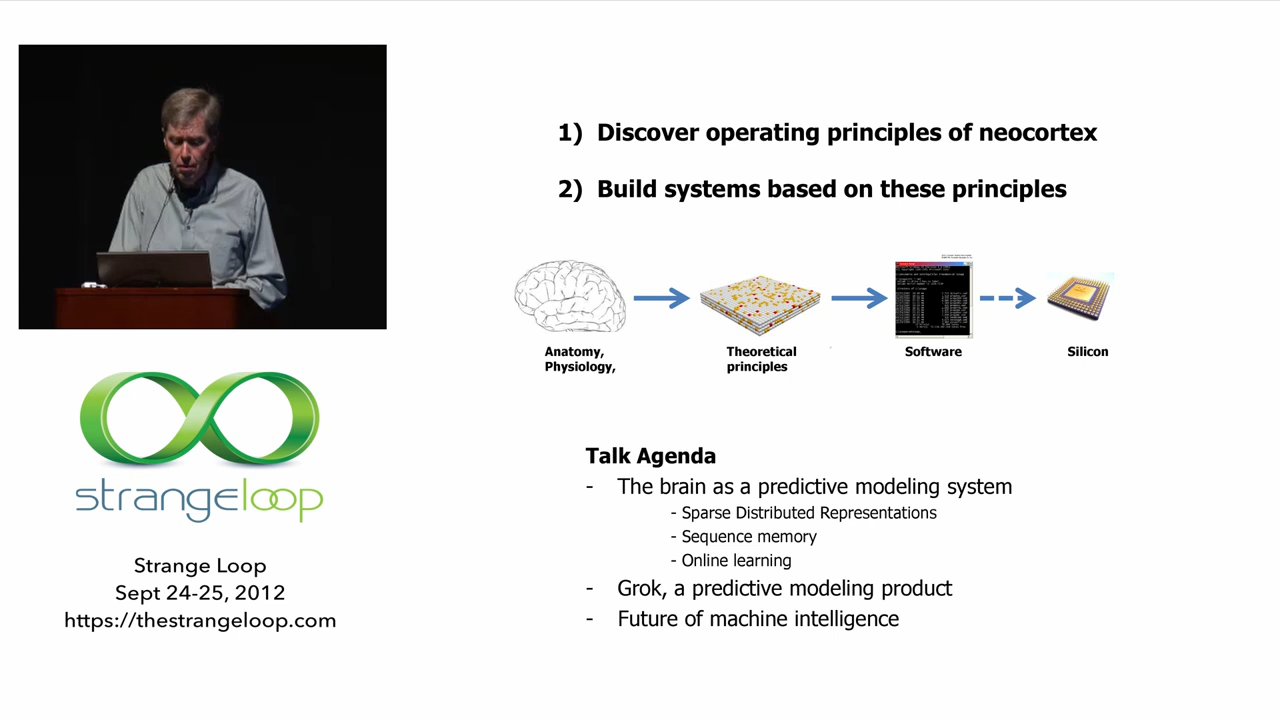 1) Discover operating principles of neocortex
2) Build systems based on these principles
Anatomy,
Physiology,
Theoretical
principles
Software
Silicon
strangeloop
Strange Loop
Sept 24-25, 2012
https://thestrangeloop.com
Talk Agenda
- The brain as a predictive modeling system
- Sparse Distributed Representations
- Sequence memory
- Online learning
- Grok, a predictive modeling product
- Future of machine intelligence